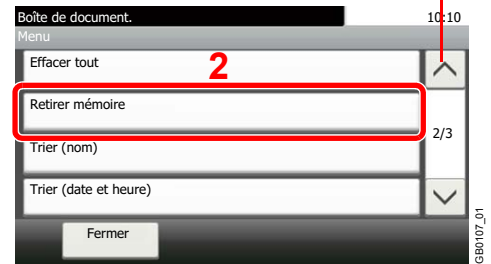 Boîte de document. 10:10
Menu
Effacer tout
2
Retirer mémoire
2/3
Trier (nom)
Trier (date et heure)
Fermer
GB0107_01